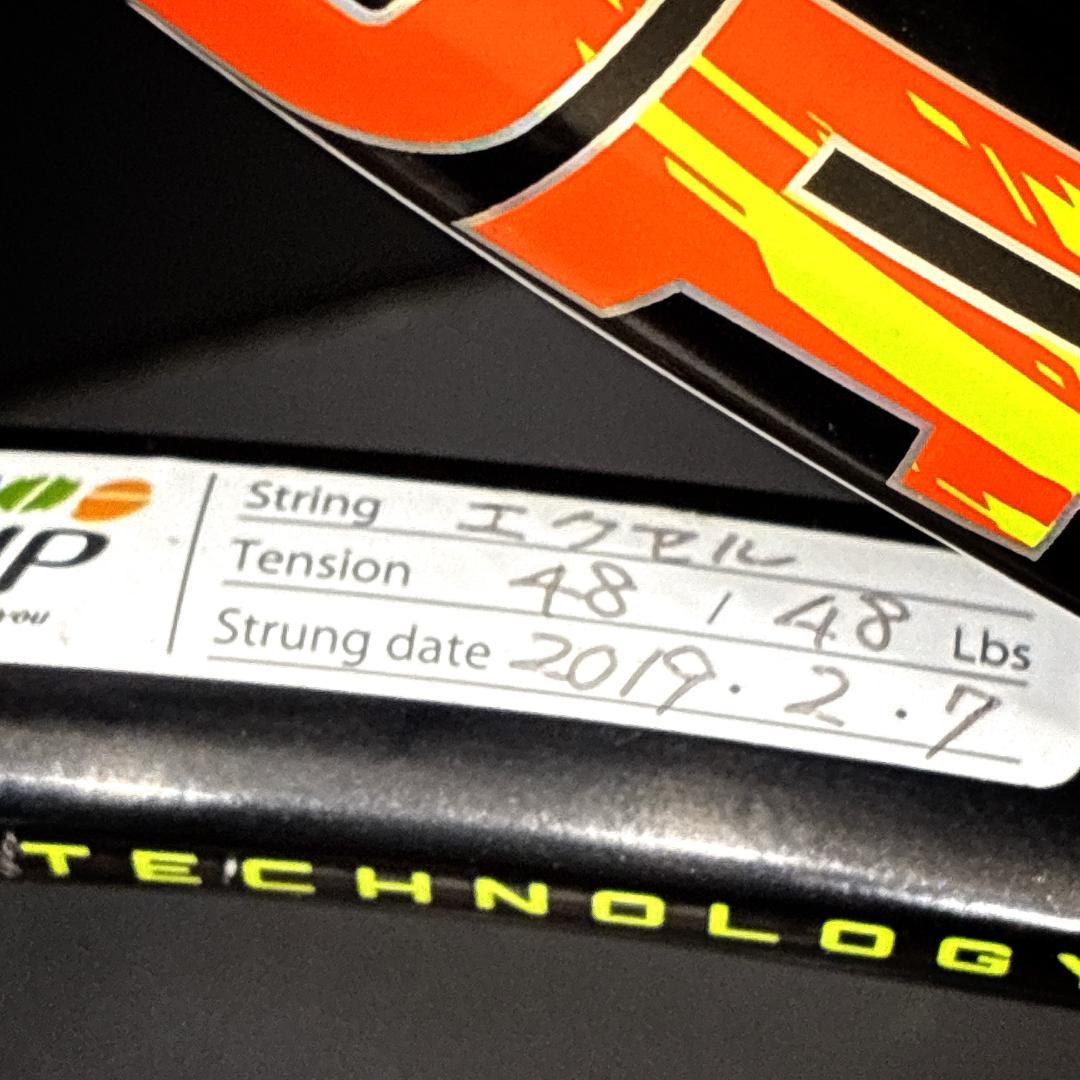 String エクセル
Tension 48 / 48 Lbs
Strung date 2019.2.7
TECHNOLOGY